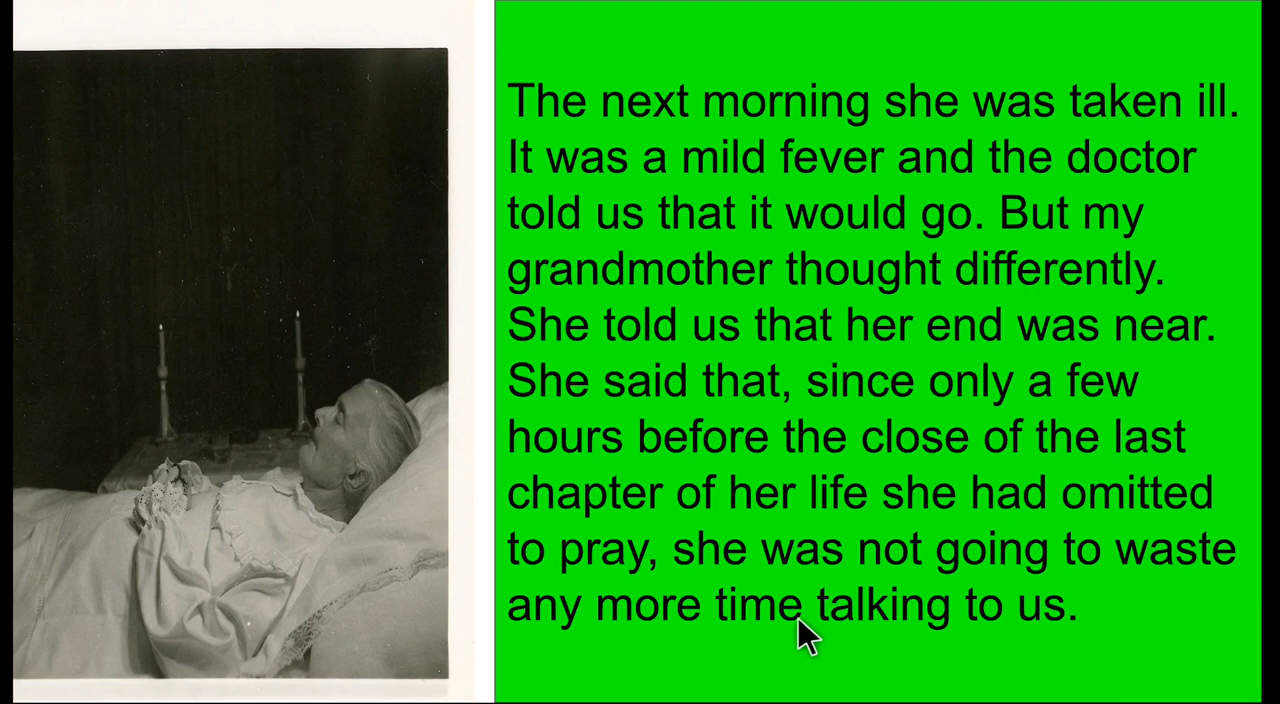 The next morning she was taken ill.
It was a mild fever and the doctor
told us that it would go. But my
grandmother thought differently.
She told us that her end was near.
She said that, since only a few
hours before the close of the last
chapter of her life she had omitted
to pray, she was not going to waste
any more time talking to us.